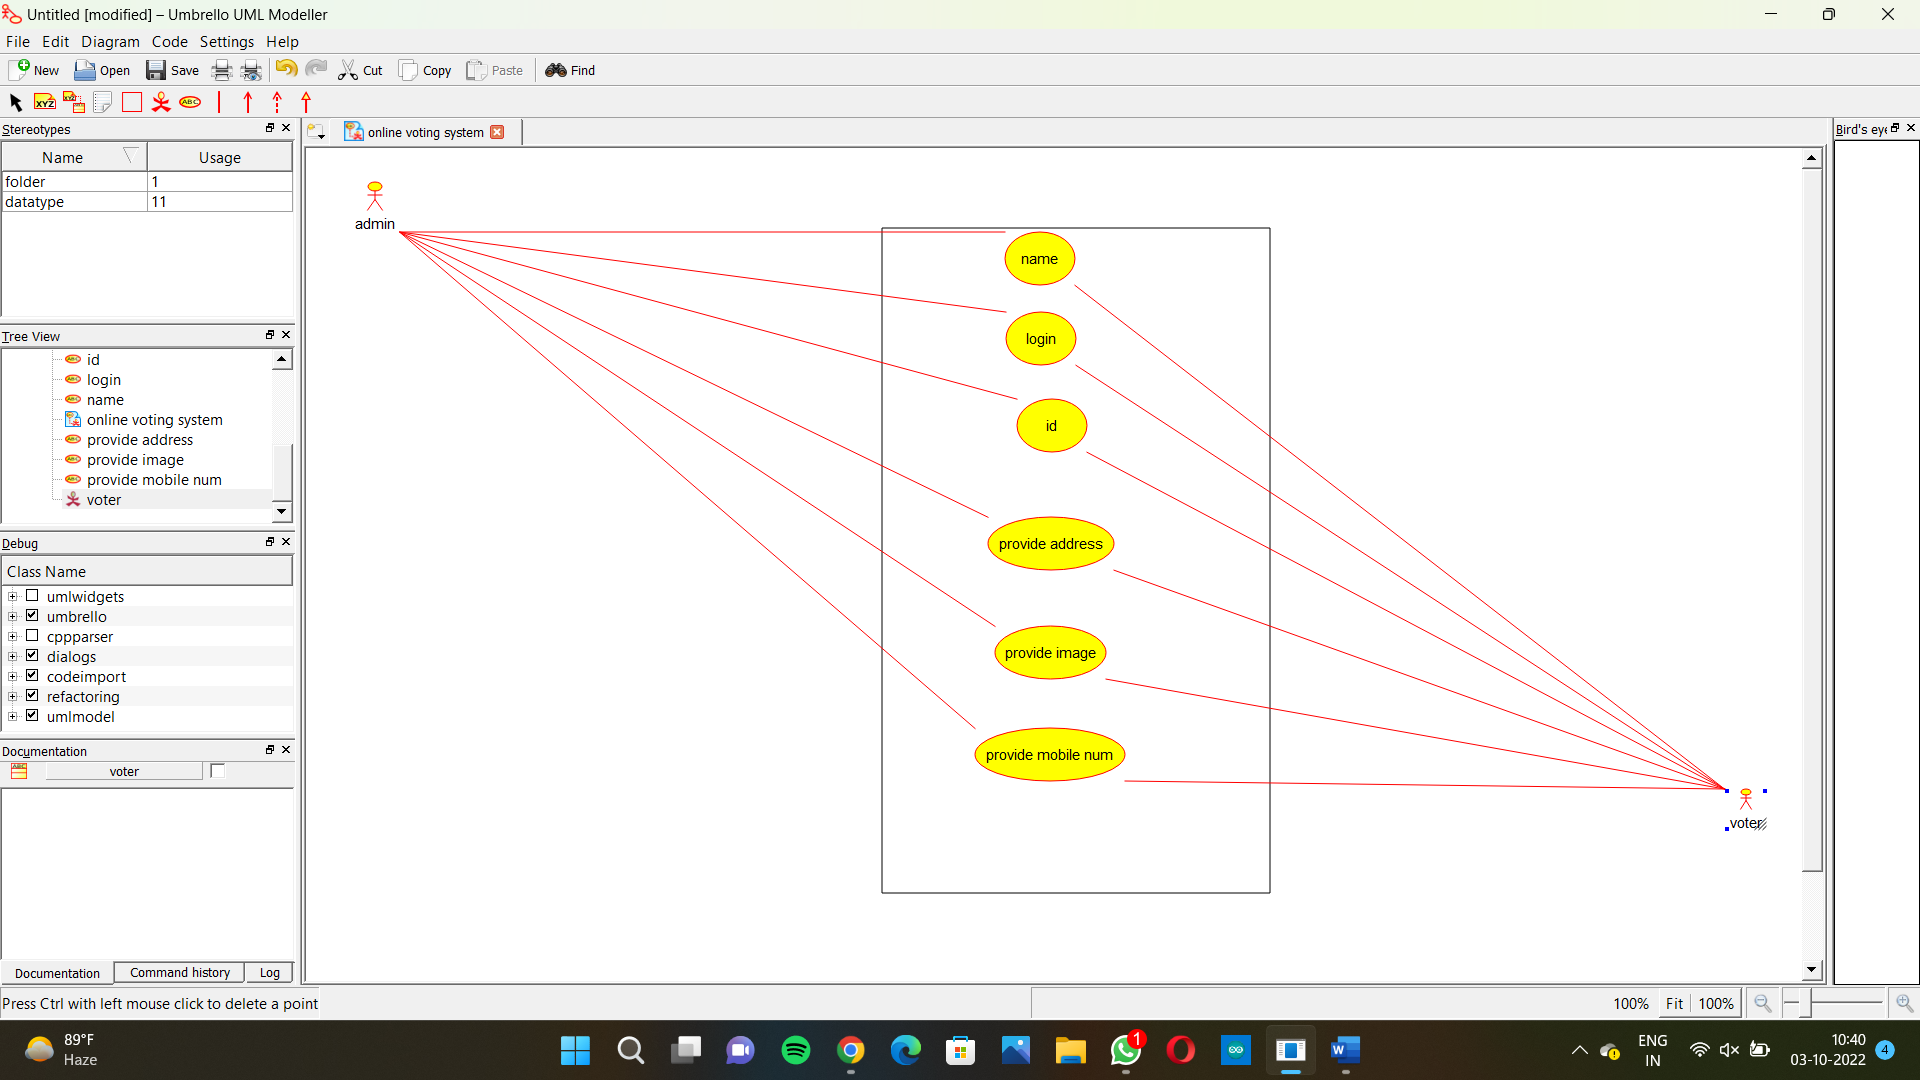 Untitled [modified] – Umbrello UML Modeller
File Edit Diagram Code Settings Help
New Open Save Cut Copy Paste Find
XYZ XYZ ABC
Stereotypes
Name Usage
folder 1
datatype 11
Tree View
id
login
name
online voting system
provide address
provide image
provide mobile num
voter
Debug
Class Name
umlwidgets
umbrello
cppparser
dialogs
codeimport
refactoring
umlmodel
Documentation
voter
Documentation Command history Log
online voting system
admin
name
login
id
provide address
provide image
provide mobile num
voter
Bird's eye
Press Ctrl with left mouse click to delete a point
100% Fit 100%
89°F
Haze
1
W
ENG
IN
10:40
03-10-2022
4